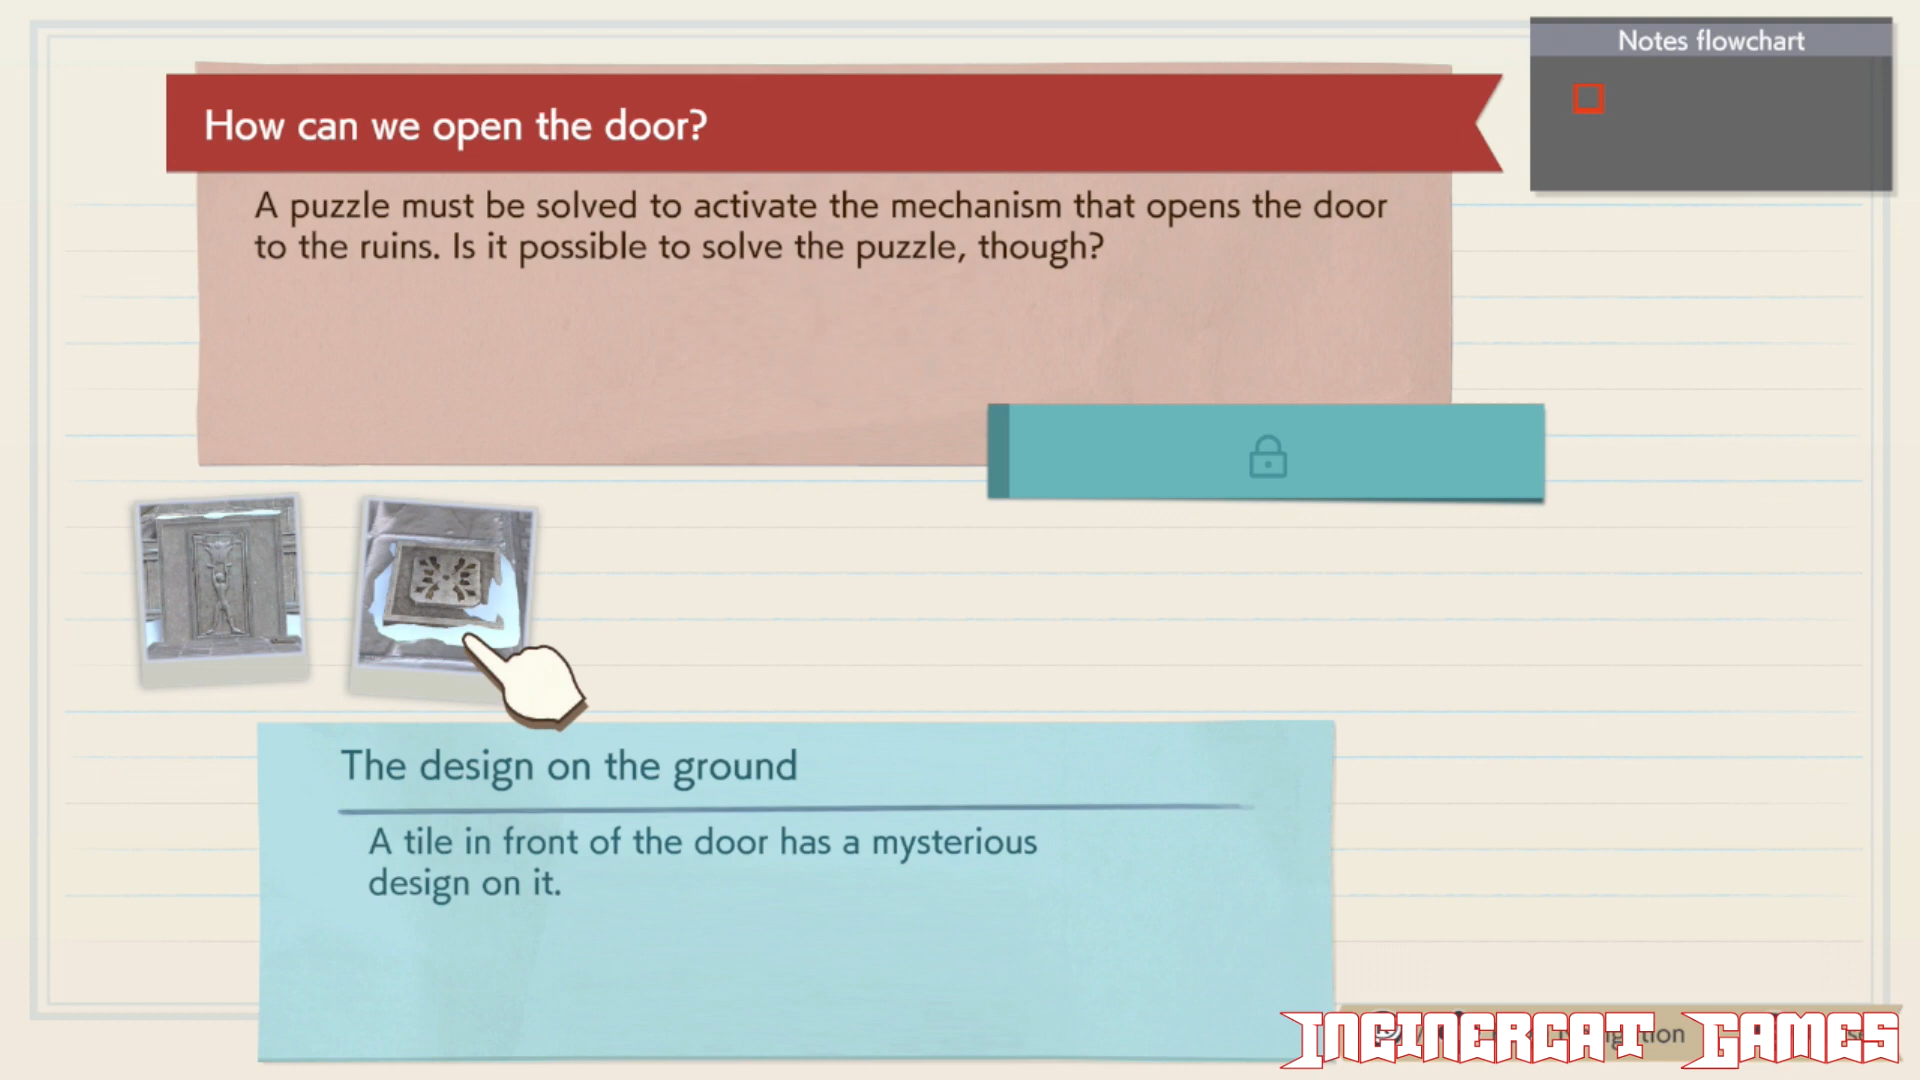 Notes flowchart
How can we open the door?
A puzzle must be solved to activate the mechanism that opens the door
to the ruins. Is it possible to solve the puzzle, though?
The design on the ground
A tile in front of the door has a mysterious
design on it.
INGINERCAT GAMES